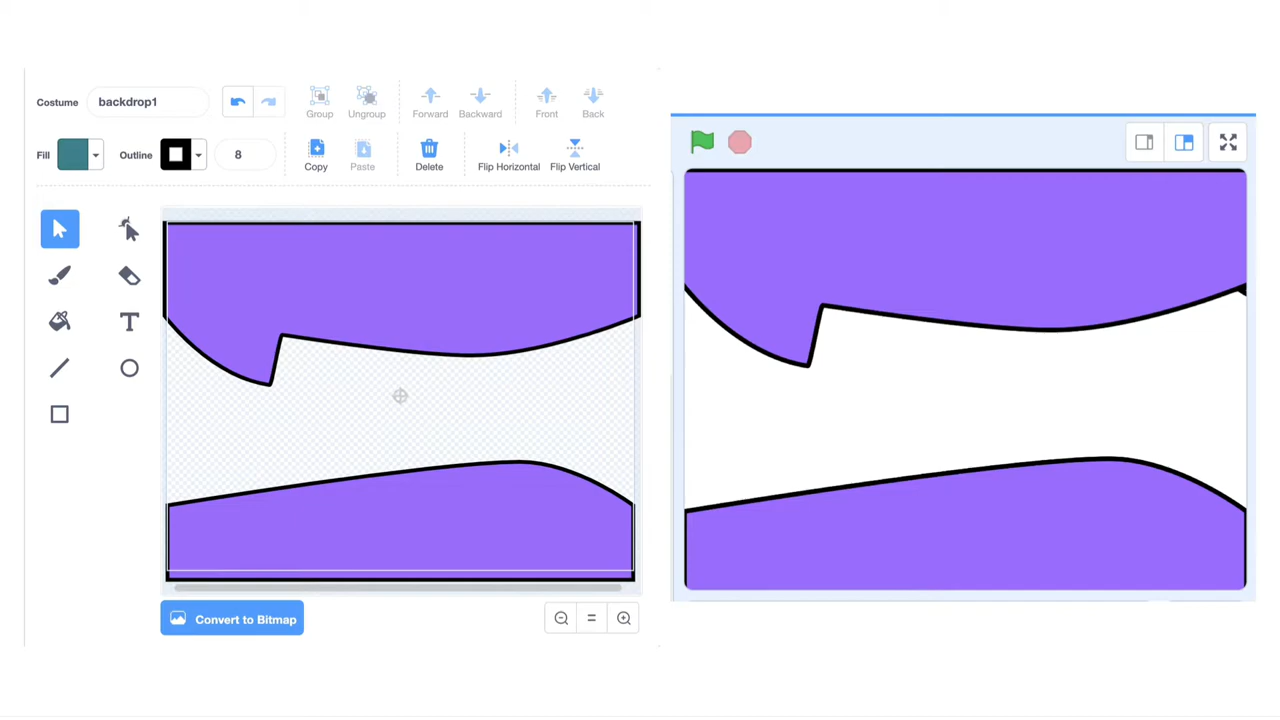 Costume backdrop1
Group Ungroup Forward Backward Front Back
Fill Outline 8 Copy Paste Delete Flip Horizontal Flip Vertical
T
Convert to Bitmap